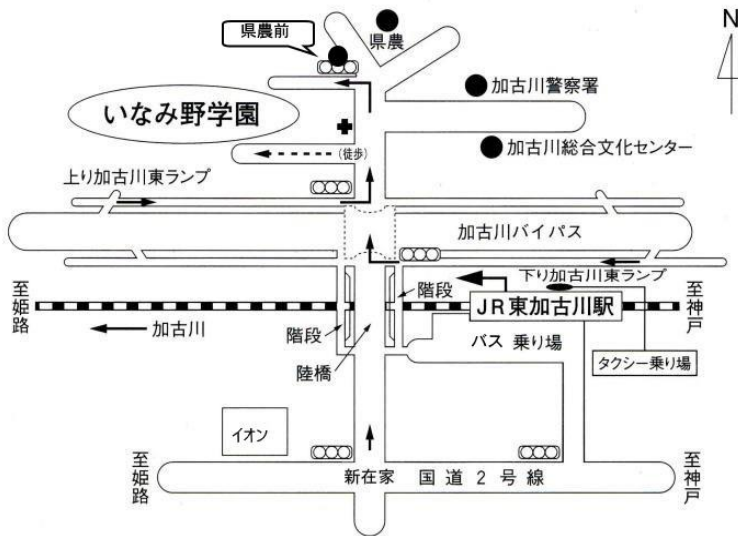 N
県農前
県農
加古川警察署
いなみ野学園
(徒歩)
加古川総合文化センター
上り加古川東ランプ
加古川バイパス
下り加古川東ランプ
至姫路
階段
JR東加古川駅
至神戸
加古川
階段
バス 乗り場
タクシー乗り場
陸橋
イオン
至姫路
新在家
国道2号線
至神戸